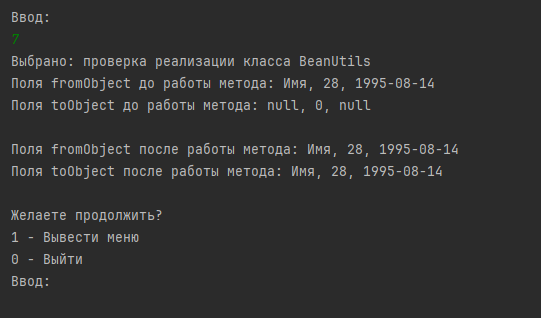 Ввод:
7
Выбрано: проверка реализации класса BeanUtils
Поля fromObject до работы метода: Имя, 28, 1995-08-14
Поля toObject до работы метода: null, 0, null
Поля fromObject после работы метода: Имя, 28, 1995-08-14
Поля toObject после работы метода: Имя, 28, 1995-08-14
Желаете продолжить?
1 - Вывести меню
0 - Выйти
Ввод: